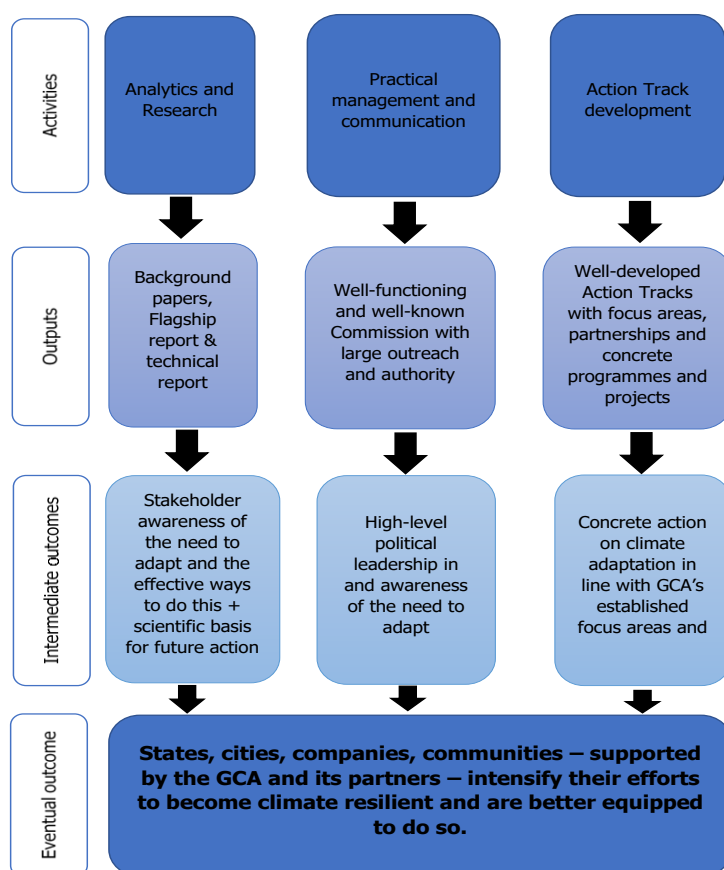 Activities
Analytics and
Research
Practical
management and
communication
Action Track
development
Outputs
Background
papers,
Flagship
report &
technical
report
Well-functioning
and well-known
Commission with
large outreach
and authority
Well-developed
Action Tracks
with focus areas,
partnerships and
concrete
programmes and
projects
Intermediate outcomes
Stakeholder
awareness of
the need to
adapt and the
effective ways
to do this +
scientific basis
for future action
High-level
political
leadership in
and awareness
of the need to
adapt
Concrete action
on climate
adaptation in
line with GCA’s
established
focus areas and
Eventual outcome
States, cities, companies, communities – supported
by the GCA and its partners – intensify their efforts
to become climate resilient and are better equipped
to do so.